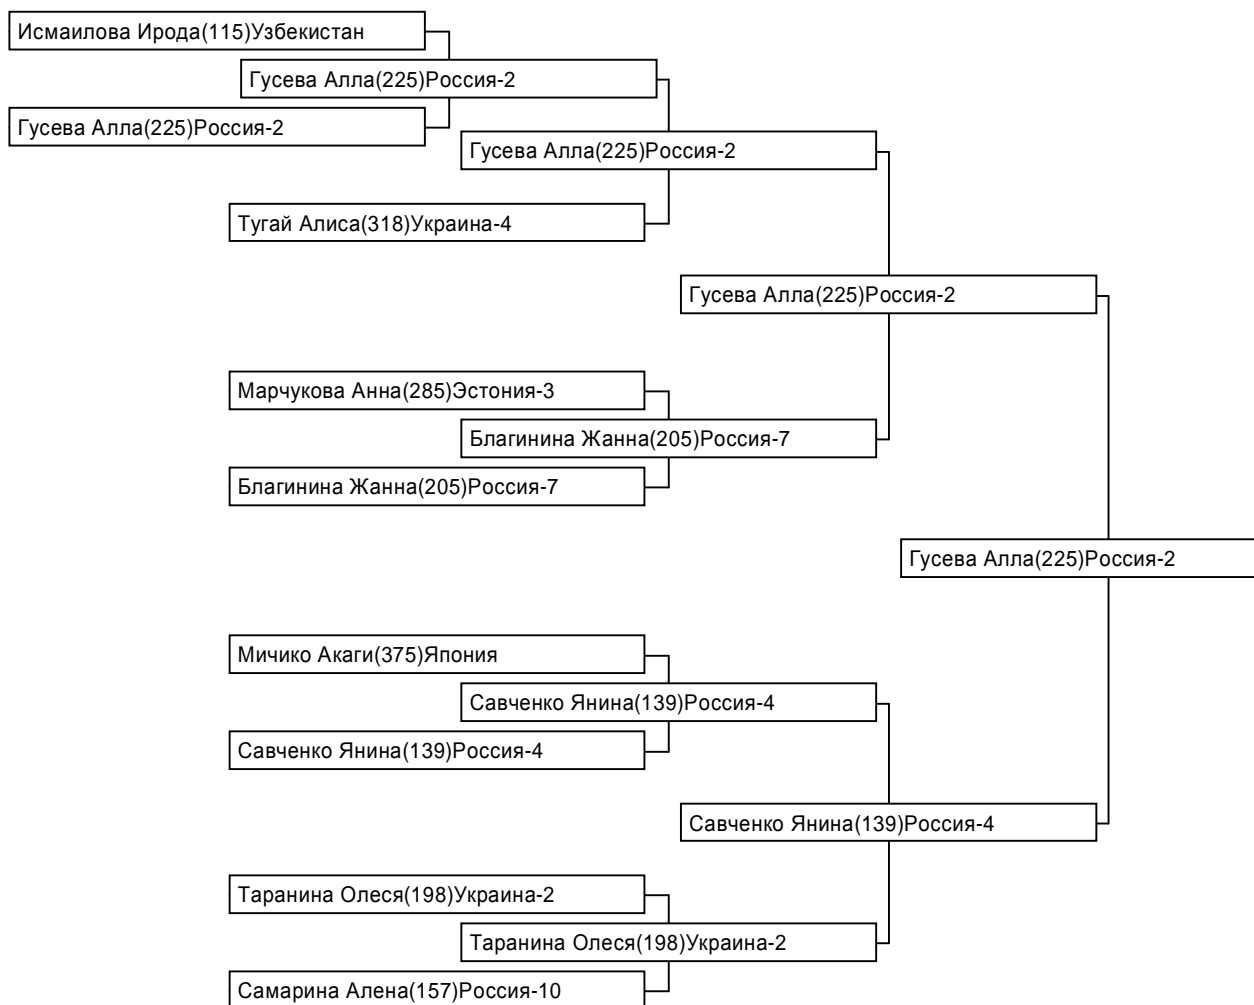 Исмаилова Ирода(115)Узбекистан
Гусева Алла(225)Россия-2
Гусева Алла(225)Россия-2
Гусева Алла(225)Россия-2
Тугай Алиса(318)Украина-4
Гусева Алла(225)Россия-2
Марчукова Анна(285)Эстония-3
Благинина Жанна(205)Россия-7
Благинина Жанна(205)Россия-7
Гусева Алла(225)Россия-2
Мичико Акаги(375)Япония
Савченко Янина(139)Россия-4
Савченко Янина(139)Россия-4
Савченко Янина(139)Россия-4
Таранина Олеся(198)Украина-2
Таранина Олеся(198)Украина-2
Самарина Алена(157)Россия-10